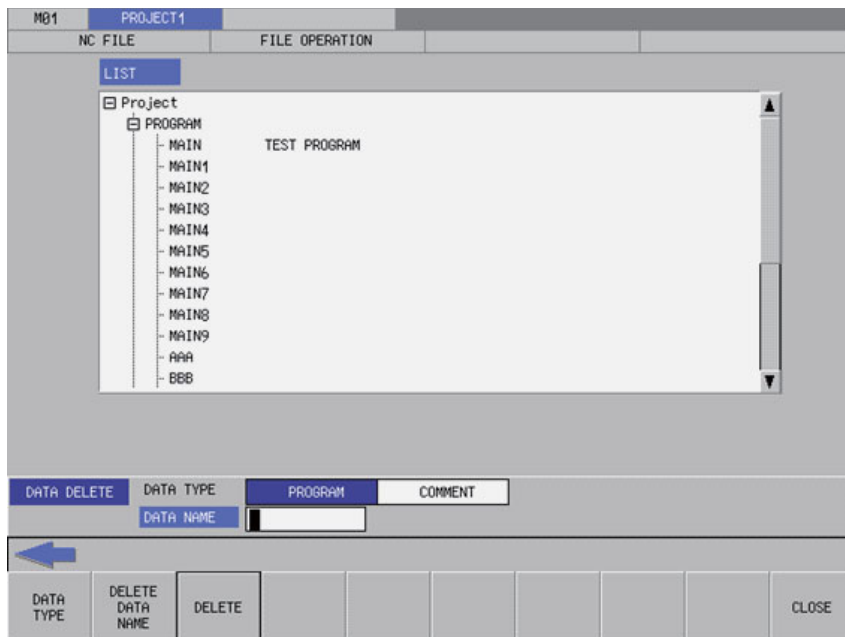 M01 PROJECT1
NC FILE FILE OPERATION
LIST
Project
PROGRAM
MAIN TEST PROGRAM
MAIN1
MAIN2
MAIN3
MAIN4
MAIN5
MAIN6
MAIN7
MAIN8
MAIN9
AAA
BBB
DATA DELETE DATA TYPE PROGRAM COMMENT
DATA NAME
DATA TYPE
DELETE DATA NAME
DELETE
CLOSE